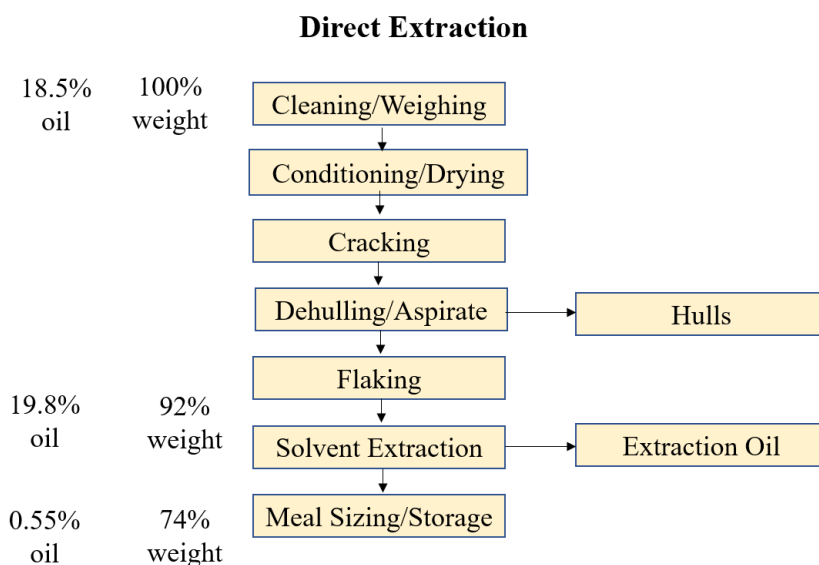 Direct Extraction
18.5%
oil
100%
weight
Cleaning/Weighing
Conditioning/Drying
Cracking
Dehulling/Aspirate
Hulls
Flaking
19.8%
oil
92%
weight
Solvent Extraction
Extraction Oil
0.55%
oil
74%
weight
Meal Sizing/Storage